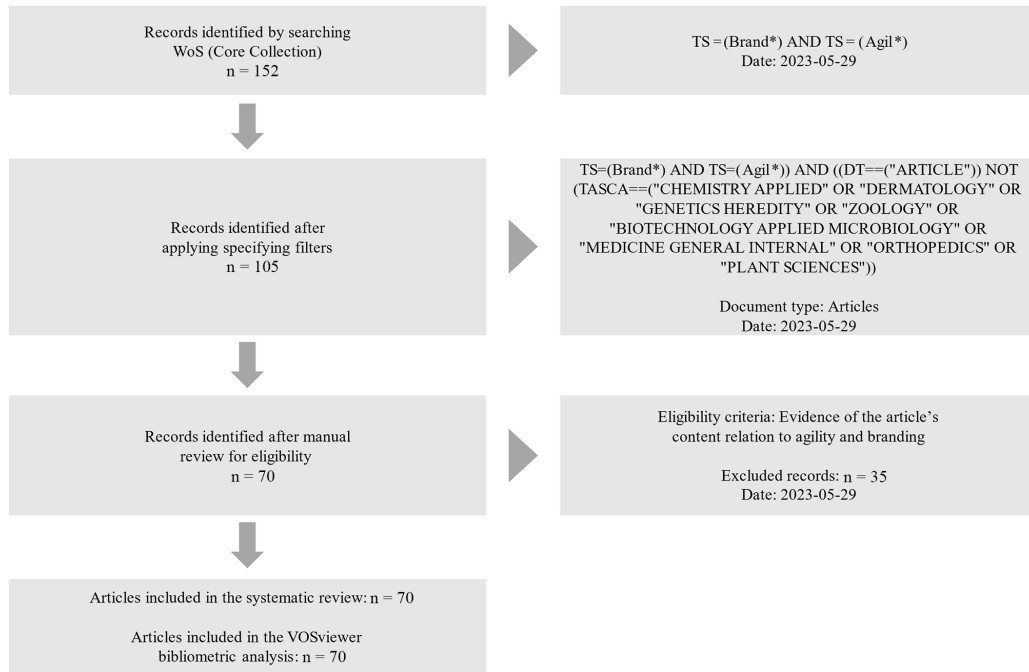 Records identified by searching
WoS (Core Collection)
n = 152
TS=(Brand*) AND TS= (Agil*)
Date: 2023-05-29
Records identified after
applying specifying filters
n = 105
TS=(Brand*) AND TS=(Agil*)) AND ((DT==("ARTICLE")) NOT
(TASCA==("CHEMISTRY APPLIED" OR "DERMATOLOGY" OR
"GENETICS HEREDITY" OR "ZOOLOGY" OR
"BIOTECHNOLOGY APPLIED MICROBIOLOGY" OR
"MEDICINE GENERAL INTERNAL" OR "ORTHOPEDICS" OR
"PLANT SCIENCES"))
Document type: Articles
Date: 2023-05-29
Records identified after manual
review for eligibility
n = 70
Eligibility criteria: Evidence of the article’s
content relation to agility and branding
Excluded records: n = 35
Date: 2023-05-29
Articles included in the systematic review: n = 70
Articles included in the VOSviewer
bibliometric analysis: n = 70